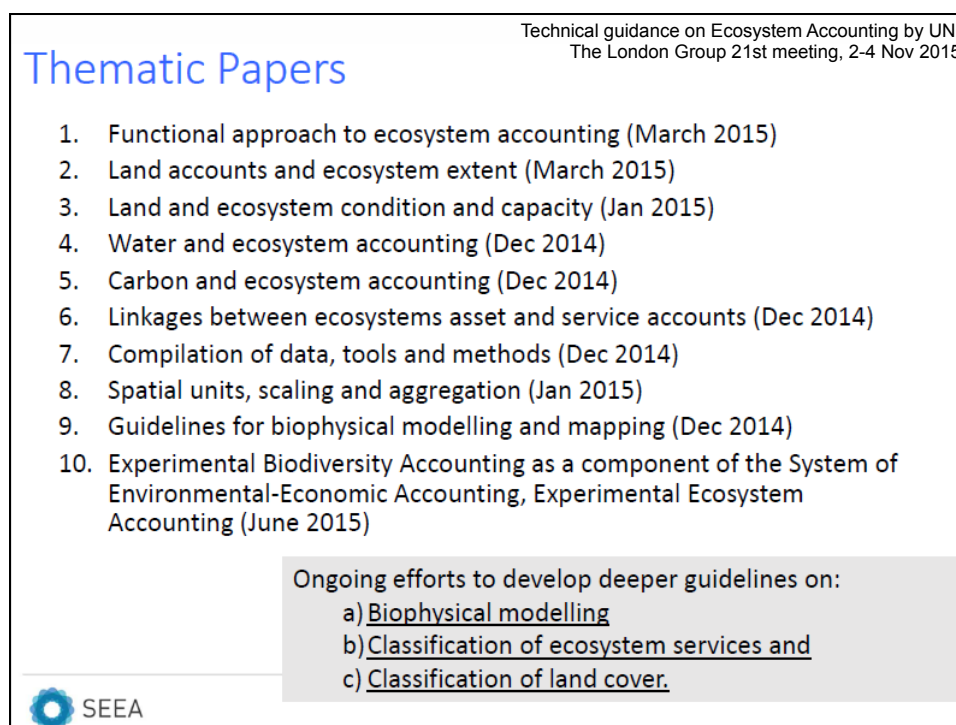 Technical guidance on Ecosystem Accounting by UN
The London Group 21st meeting, 2-4 Nov 2015
Thematic Papers
1. Functional approach to ecosystem accounting (March 2015)
2. Land accounts and ecosystem extent (March 2015)
3. Land and ecosystem condition and capacity (Jan 2015)
4. Water and ecosystem accounting (Dec 2014)
5. Carbon and ecosystem accounting (Dec 2014)
6. Linkages between ecosystems asset and service accounts (Dec 2014)
7. Compilation of data, tools and methods (Dec 2014)
8. Spatial units, scaling and aggregation (Jan 2015)
9. Guidelines for biophysical modelling and mapping (Dec 2014)
10. Experimental Biodiversity Accounting as a component of the System of
Environmental-Economic Accounting, Experimental Ecosystem
Accounting (June 2015)
Ongoing efforts to develop deeper guidelines on:
a) Biophysical modelling
b) Classification of ecosystem services and
c) Classification of land cover.
SEEA